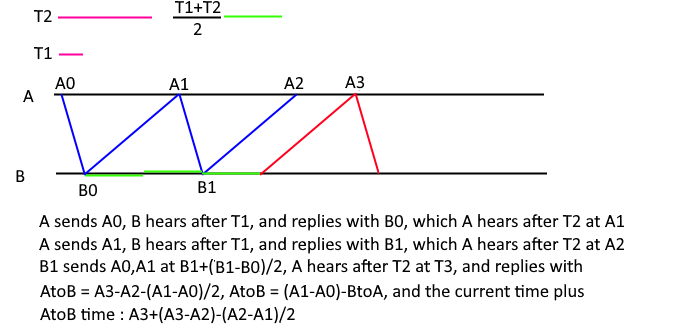 T2
T1+T2
2
T1
A0 A1 A2 A3
A
B
B0 B1
A sends A0, B hears after T1, and replies with B0, which A hears after T2 at A1
A sends A1, B hears after T1, and replies with B1, which A hears after T2 at A2
B1 sends A0,A1 at B1+(B1-B0)/2, A hears after T2 at T3, and replies with
AtoB = A3-A2-(A1-A0)/2, AtoB = (A1-A0)-BtoA, and the current time plus
AtoB time : A3+(A3-A2)-(A2-A1)/2